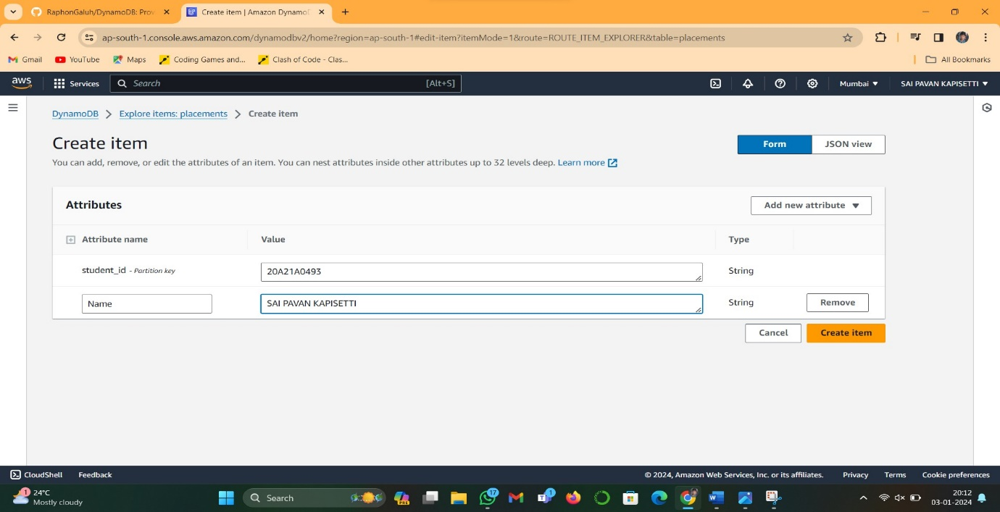 RaphonGaluh/DynamoDB: Prov
Create item | Amazon Dynamo
ap-south-1.console.aws.amazon.com/dynamodbv2/home?region=ap-south-1#edit-item?itemMode=1&route=ROUTE_ITEM_EXPLORER&table=placements
Gmail YouTube Maps Coding Games and... Clash of Code - Clas... All Bookmarks
aws Services Search [Alt+S] Mumbai SAI PAVAN KAPISETTI
DynamoDB Explore items: placements Create item
Create item
Form JSON view
You can add, remove, or edit the attributes of an item. You can nest attributes inside other attributes up to 32 levels deep. Learn more
Attributes Add new attribute
Attribute name Value Type
student_id - Partition key 20A21A0493 String
Name SAI PAVAN KAPISETTI String Remove
Cancel Create item
CloudShell Feedback © 2024, Amazon Web Services, Inc. or its affiliates. Privacy Terms Cookie preferences
1 24°C
Mostly cloudy
Search
PRE
17
1
20:12
03-01-2024